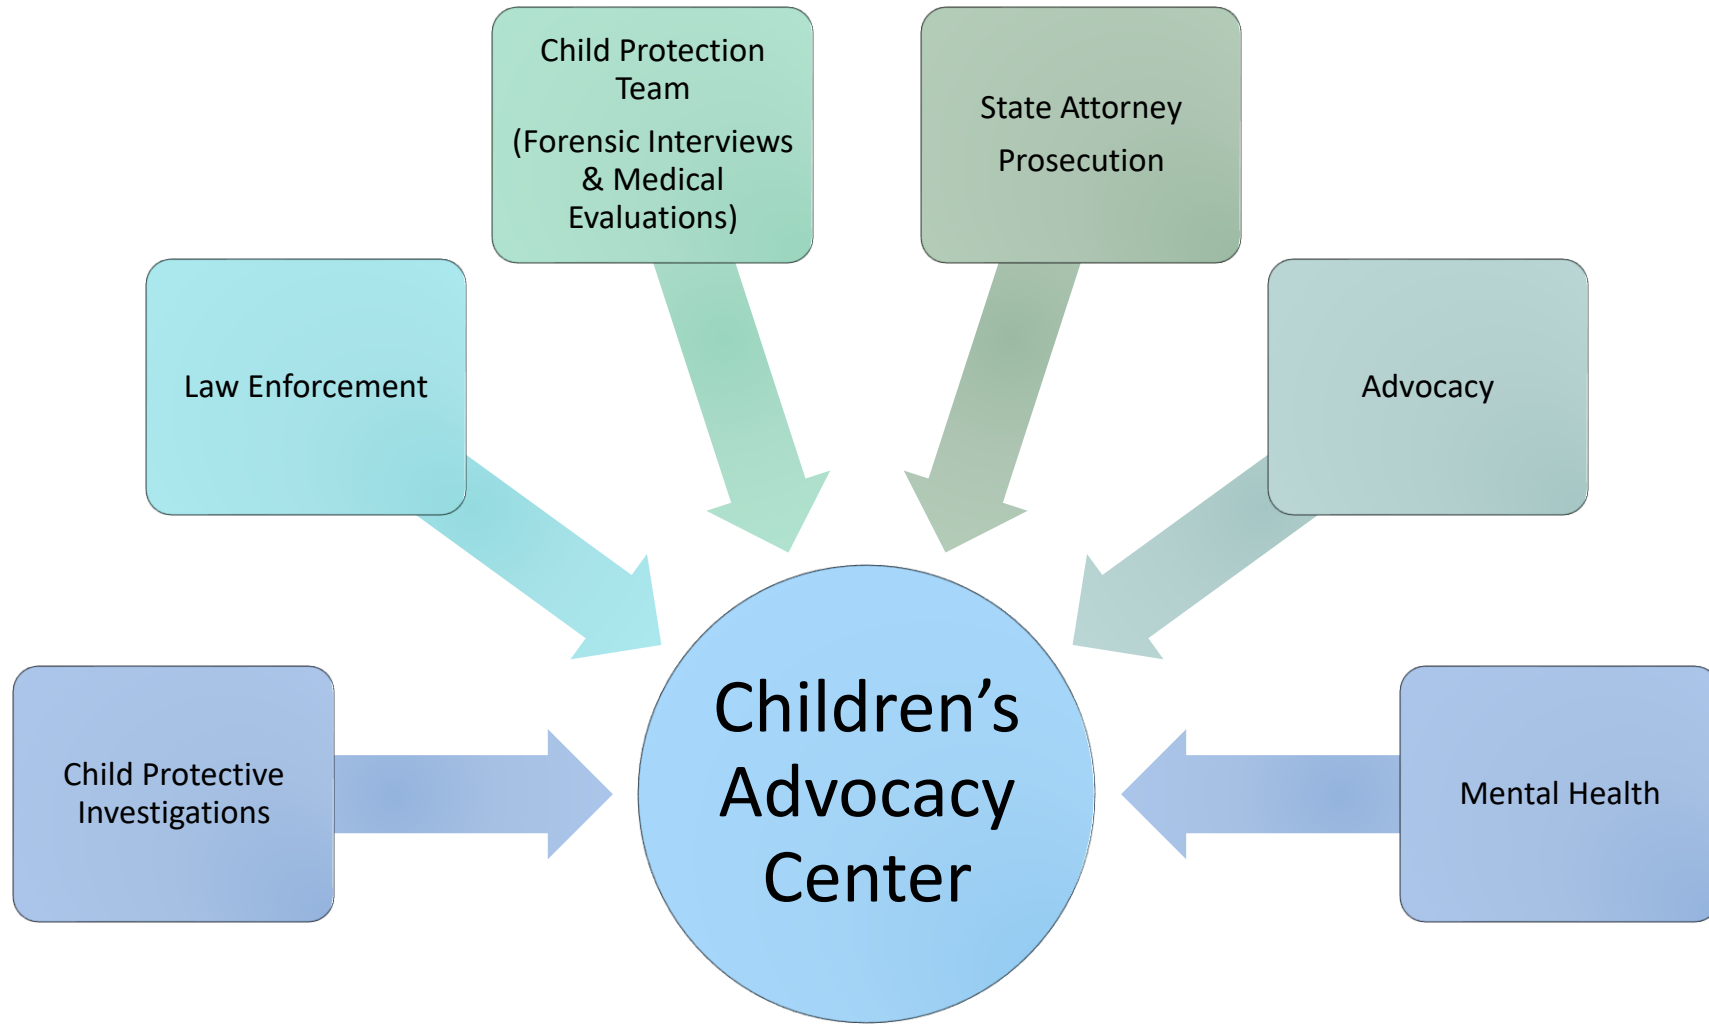 Child Protection
Team
(Forensic Interviews
& Medical
Evaluations)
State Attorney
Prosecution
Law Enforcement
Advocacy
Child Protective
Investigations
Children’s
Advocacy
Center
Mental Health